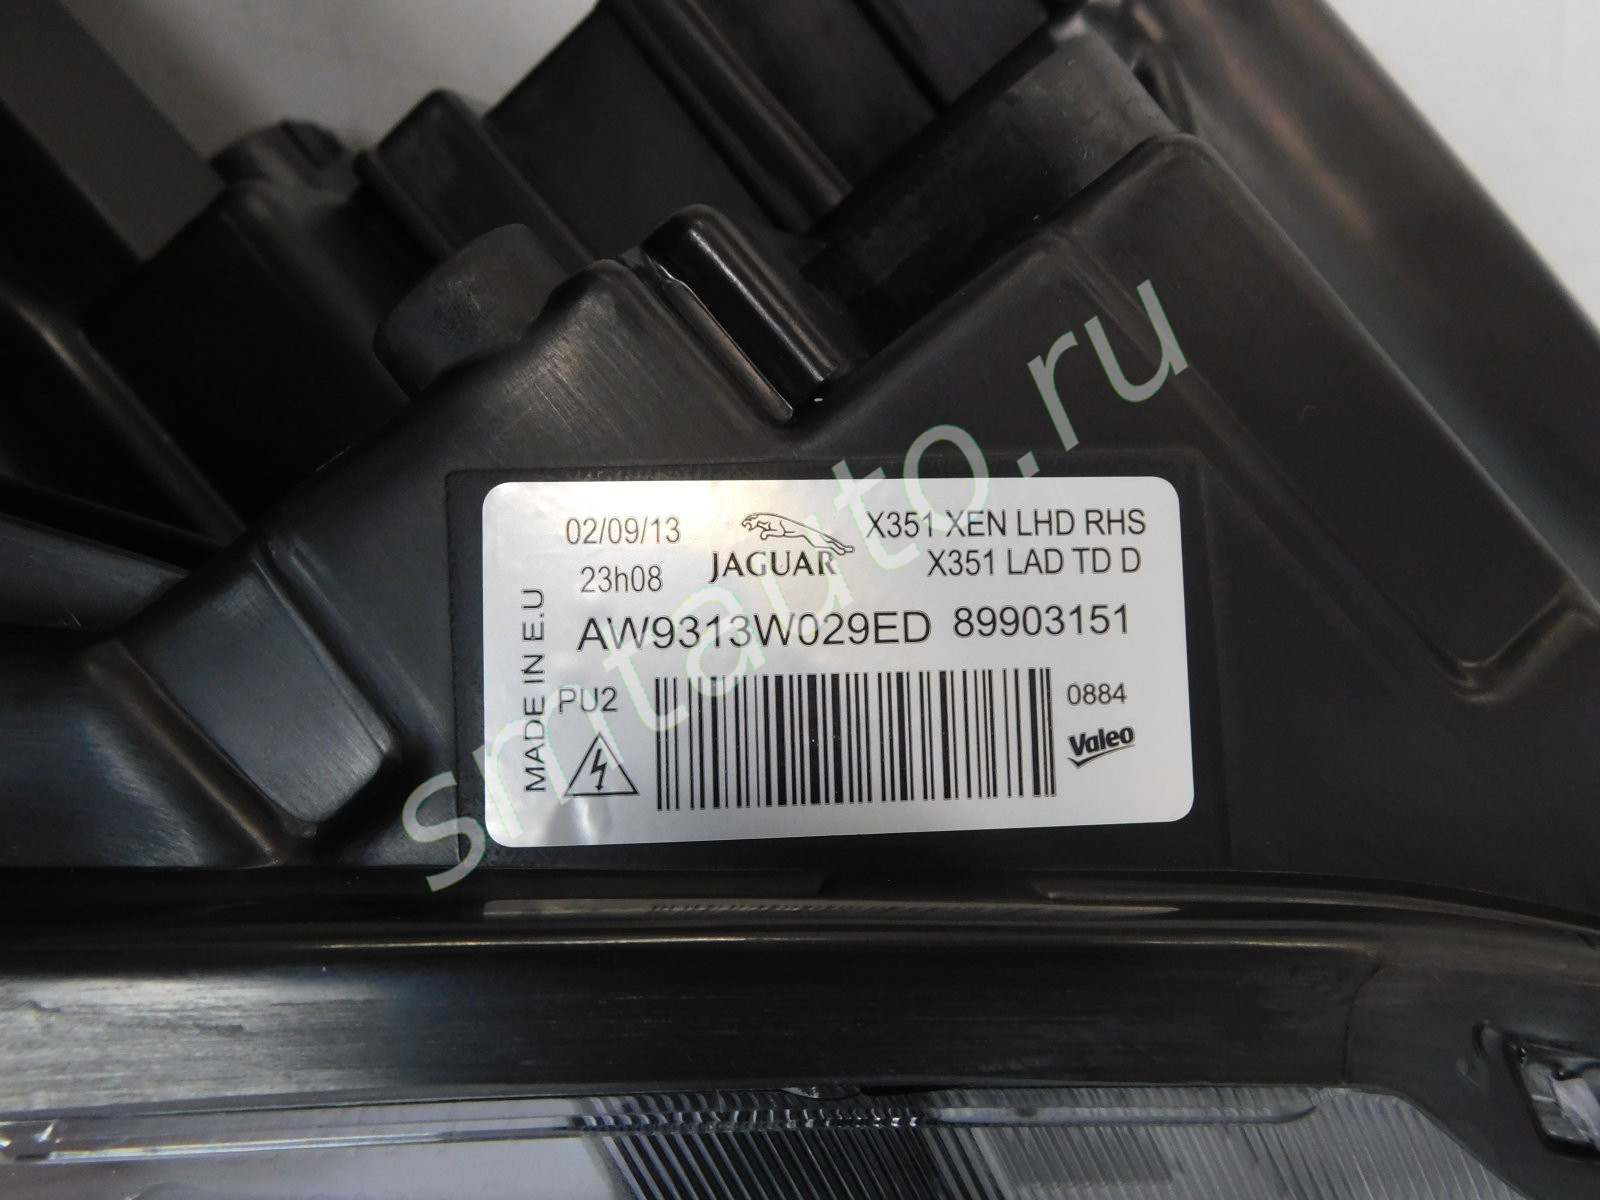 02/09/13
23h08
JAGUAR
X351 XEN LHD RHS
X351 LAD TD D
AW9313W029ED 89903151
MADE IN E.U
PU2
0884
Valeo
smtauto.ru